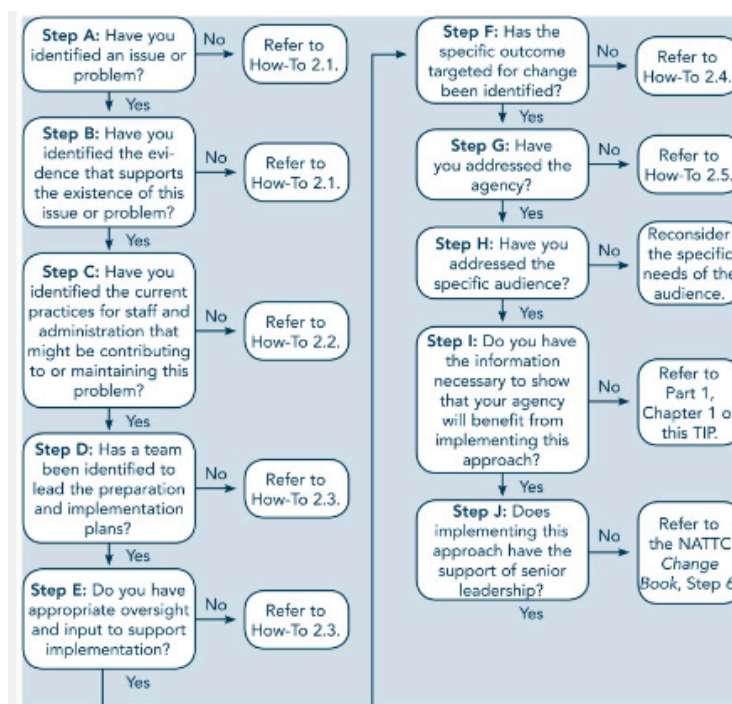 Step A: Have you
identified an issue or
problem?
No
Refer to
How-To 2.1.
Yes
Step B: Have you
identified the evi-
dence that supports
the existence of this
issue or problem?
No
Refer to
How-To 2.1.
Yes
Step C: Have you
identified the current
practices for staff and
administration that
might be contributing
to or maintaining this
problem?
No
Refer to
How-To 2.2.
Yes
Step D: Has a team
been identified to
lead the preparation
and implementation
plans?
No
Refer to
How-To 2.3.
Yes
Step E: Do you have
appropriate oversight
and input to support
implementation?
No
Refer to
How-To 2.3.
Yes
Step F: Has the
specific outcome
targeted for change
been identified?
No
Refer to
How-To 2.4.
Yes
Step G: Have
you addressed the
agency?
No
Refer to
How-To 2.5.
Yes
Step H: Have you
addressed the
specific audience?
No
Reconsider
the specific
needs of the
audience.
Yes
Step I: Do you have
the information
necessary to show
that your agency
will benefit from
implementing this
approach?
No
Refer to
Part 1,
Chapter 1 of
this TIP.
Yes
Step J: Does
implementing this
approach have the
support of senior
leadership?
No
Refer to
the NATTC
Change
Book, Step 6
Yes